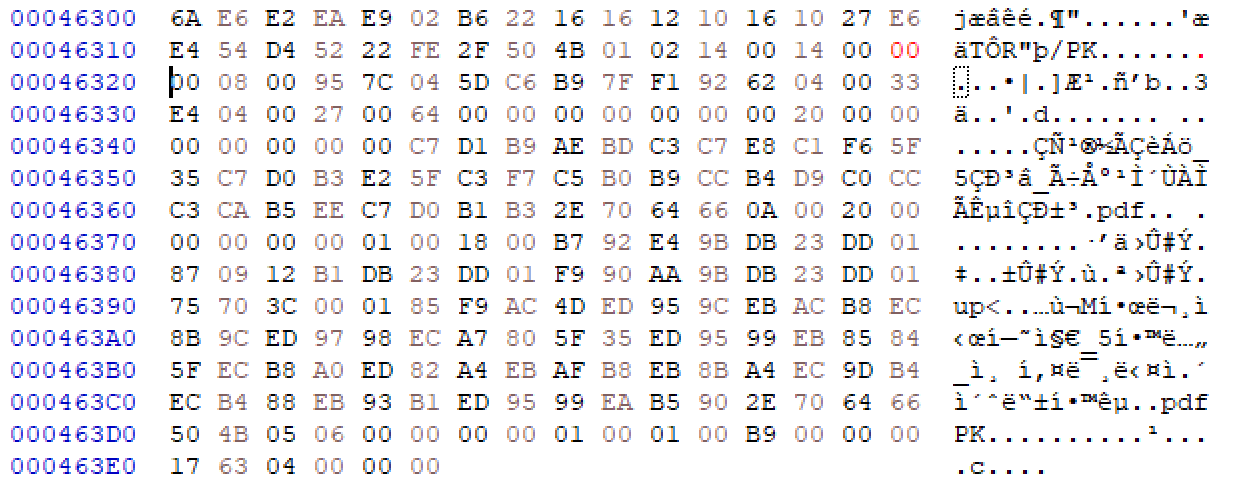 00046300 6A E6 E2 EA E9 02 B6 22 16 16 12 10 16 10 27 E6 jæâêé.¶"......'æ
00046310 E4 54 D4 52 22 FE 2F 50 4B 01 02 14 00 14 00 00 äTÔR"þ/PK.......
00046320 00 08 00 95 7C 04 5D C6 B9 7F F1 92 62 04 00 33 ...•|.]Æ¹.ñ’b..3
00046330 E4 04 00 27 00 64 00 00 00 00 00 00 00 20 00 00 ä..'.d....... ..
00046340 00 00 00 00 00 C7 D1 B9 AE BD C3 C7 E8 C1 F6 5F .....ÇÑ¹®½ÃÇèÁö_
00046350 35 C7 D0 B3 E2 5F C3 F7 C5 B0 B9 CC B4 D9 C0 CC 5ÇÐ³â_Ã÷Å°¹Ì´ÙÀÌ
00046360 C3 CA B5 EE C7 D0 B1 B3 2E 70 64 66 0A 00 20 00 ÃÊµîÇÐ±³.pdf.. .
00046370 00 00 00 00 01 00 18 00 B7 92 E4 9B DB 23 DD 01 ........·’ä›Û#Ý.
00046380 87 09 12 B1 DB 23 DD 01 F9 90 AA 9B DB 23 DD 01 ‡..±Û#Ý.ù.ª›Û#Ý.
00046390 75 70 3C 00 01 85 F9 AC 4D ED 95 9C EB AC B8 EC up<..…ù¬Mí•œë¬¸ì
000463A0 8B 9C ED 97 98 EC A7 80 5F 35 ED 95 99 EB 85 84 ‹œí—˜ì§€_5í•™ë…„
000463B0 5F EC B8 A0 ED 82 A4 EB AF B8 EB 8B A4 EC 9D B4 _ì¸ í‚¤ë¯¸ë‹¤ì.´
000463C0 EC B4 88 EB 93 B1 ED 95 99 EA B5 90 2E 70 64 66 ì´ˆë“±í•™êµ..pdf
000463D0 50 4B 05 06 00 00 00 00 01 00 01 00 B9 00 00 00 PK..........¹...
000463E0 17 63 04 00 00 00 .c....